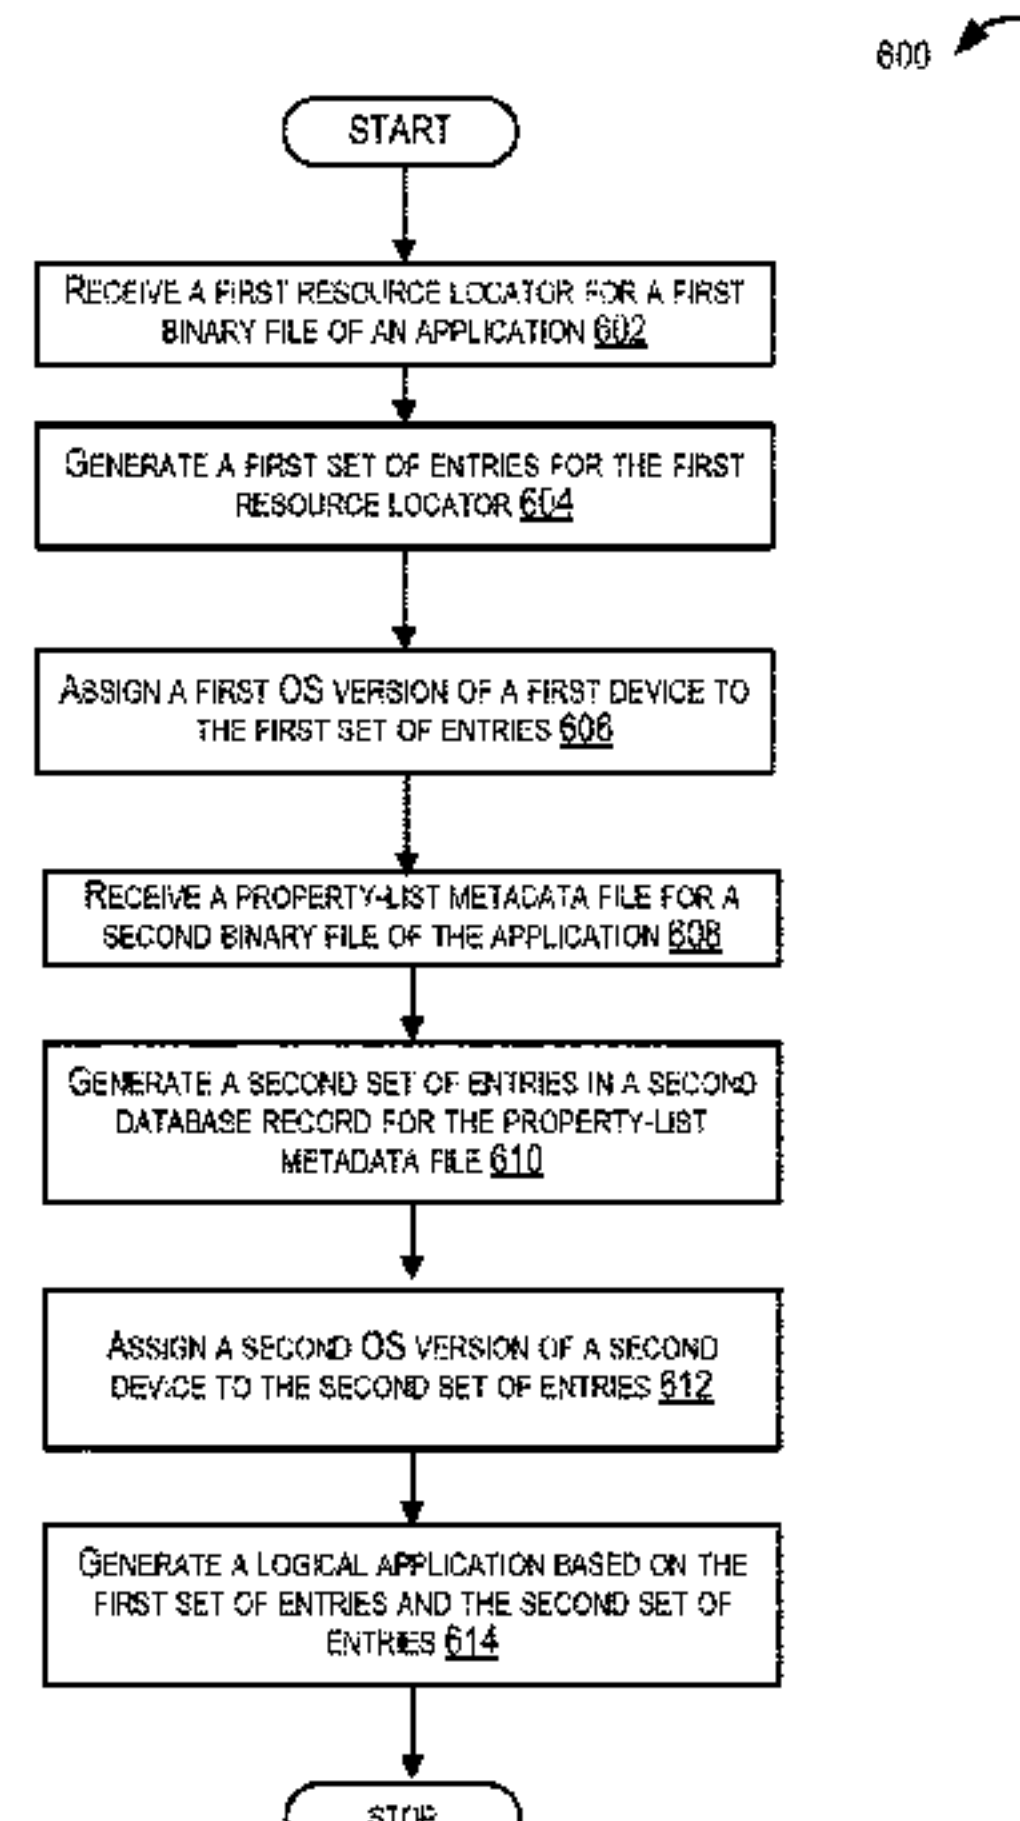 600
START
RECEIVE A FIRST RESOURCE LOCATOR FOR A FIRST
BINARY FILE OF AN APPLICATION 602
GENERATE A FIRST SET OF ENTRIES FOR THE FIRST
RESOURCE LOCATOR 604
ASSIGN A FIRST OS VERSION OF A FIRST DEVICE TO
THE FIRST SET OF ENTRIES 606
RECEIVE A PROPERTY-LIST METADATA FILE FOR A
SECOND BINARY FILE OF THE APPLICATION 608
GENERATE A SECOND SET OF ENTRIES IN A SECOND
DATABASE RECORD FOR THE PROPERTY-LIST
METADATA FILE 610
ASSIGN A SECOND OS VERSION OF A SECOND
DEVICE TO THE SECOND SET OF ENTRIES 612
GENERATE A LOGICAL APPLICATION BASED ON THE
FIRST SET OF ENTRIES AND THE SECOND SET OF
ENTRIES 614
STOP